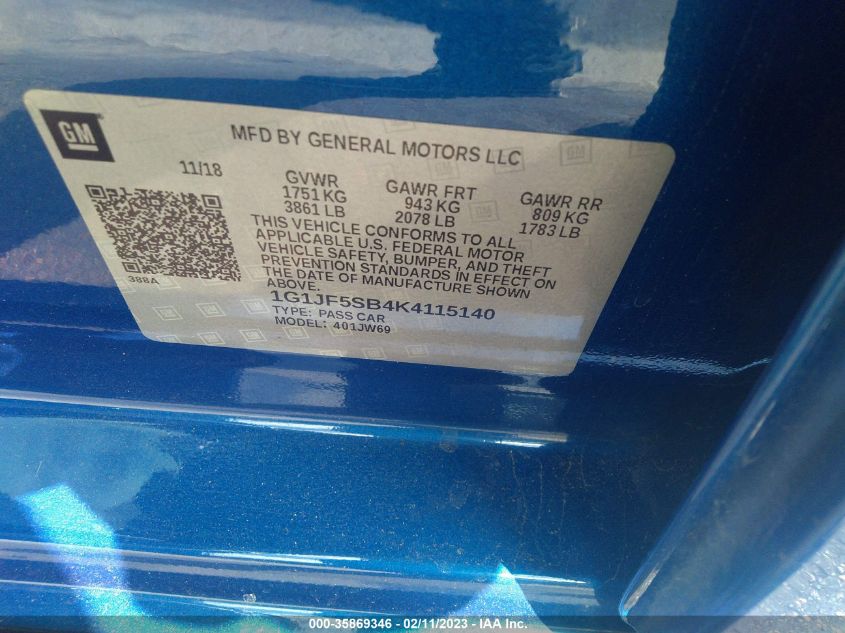 GM
MFD BY GENERAL MOTORS LLC
11/18
GVWR
1751 KG
3861 LB
GAWR FRT
943 KG
2078 LB
GAWR RR
809 KG
1783 LB
THIS VEHICLE CONFORMS TO ALL
APPLICABLE U.S. FEDERAL MOTOR
VEHICLE SAFETY, BUMPER, AND THEFT
PREVENTION STANDARDS IN EFFECT ON
THE DATE OF MANUFACTURE SHOWN
ABOVE.
388A
1G1JF5SB4K4115140
TYPE: PASS CAR
MODEL: 401JW69
000-35869346 - 02/11/2023 - IAA Inc.